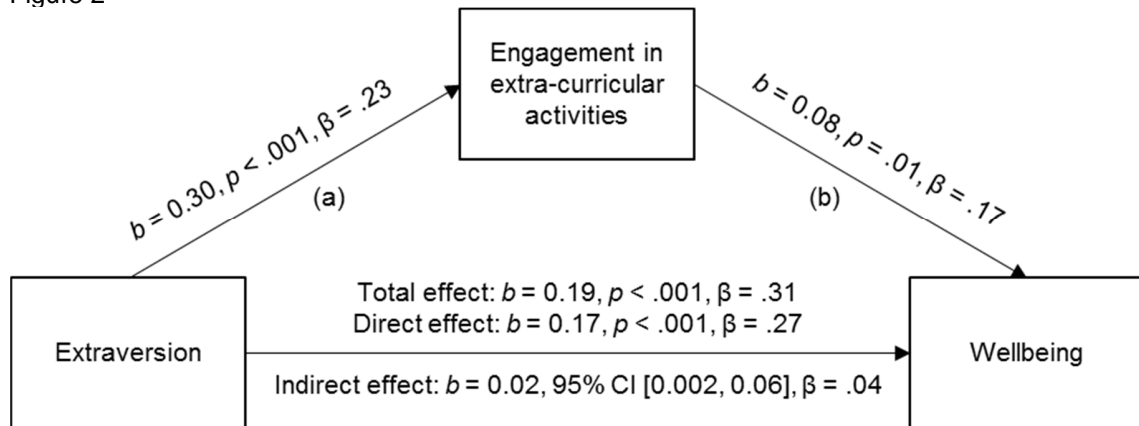 Figure 2
Engagement in
extra-curricular
activities
b = 0.30, p < .001, β = .23
(a)
b = 0.08, p = .01, β = .17
(b)
Extraversion
Total effect: b = 0.19, p < .001, β = .31
Direct effect: b = 0.17, p < .001, β = .27
Indirect effect: b = 0.02, 95% CI [0.002, 0.06], β = .04
Wellbeing